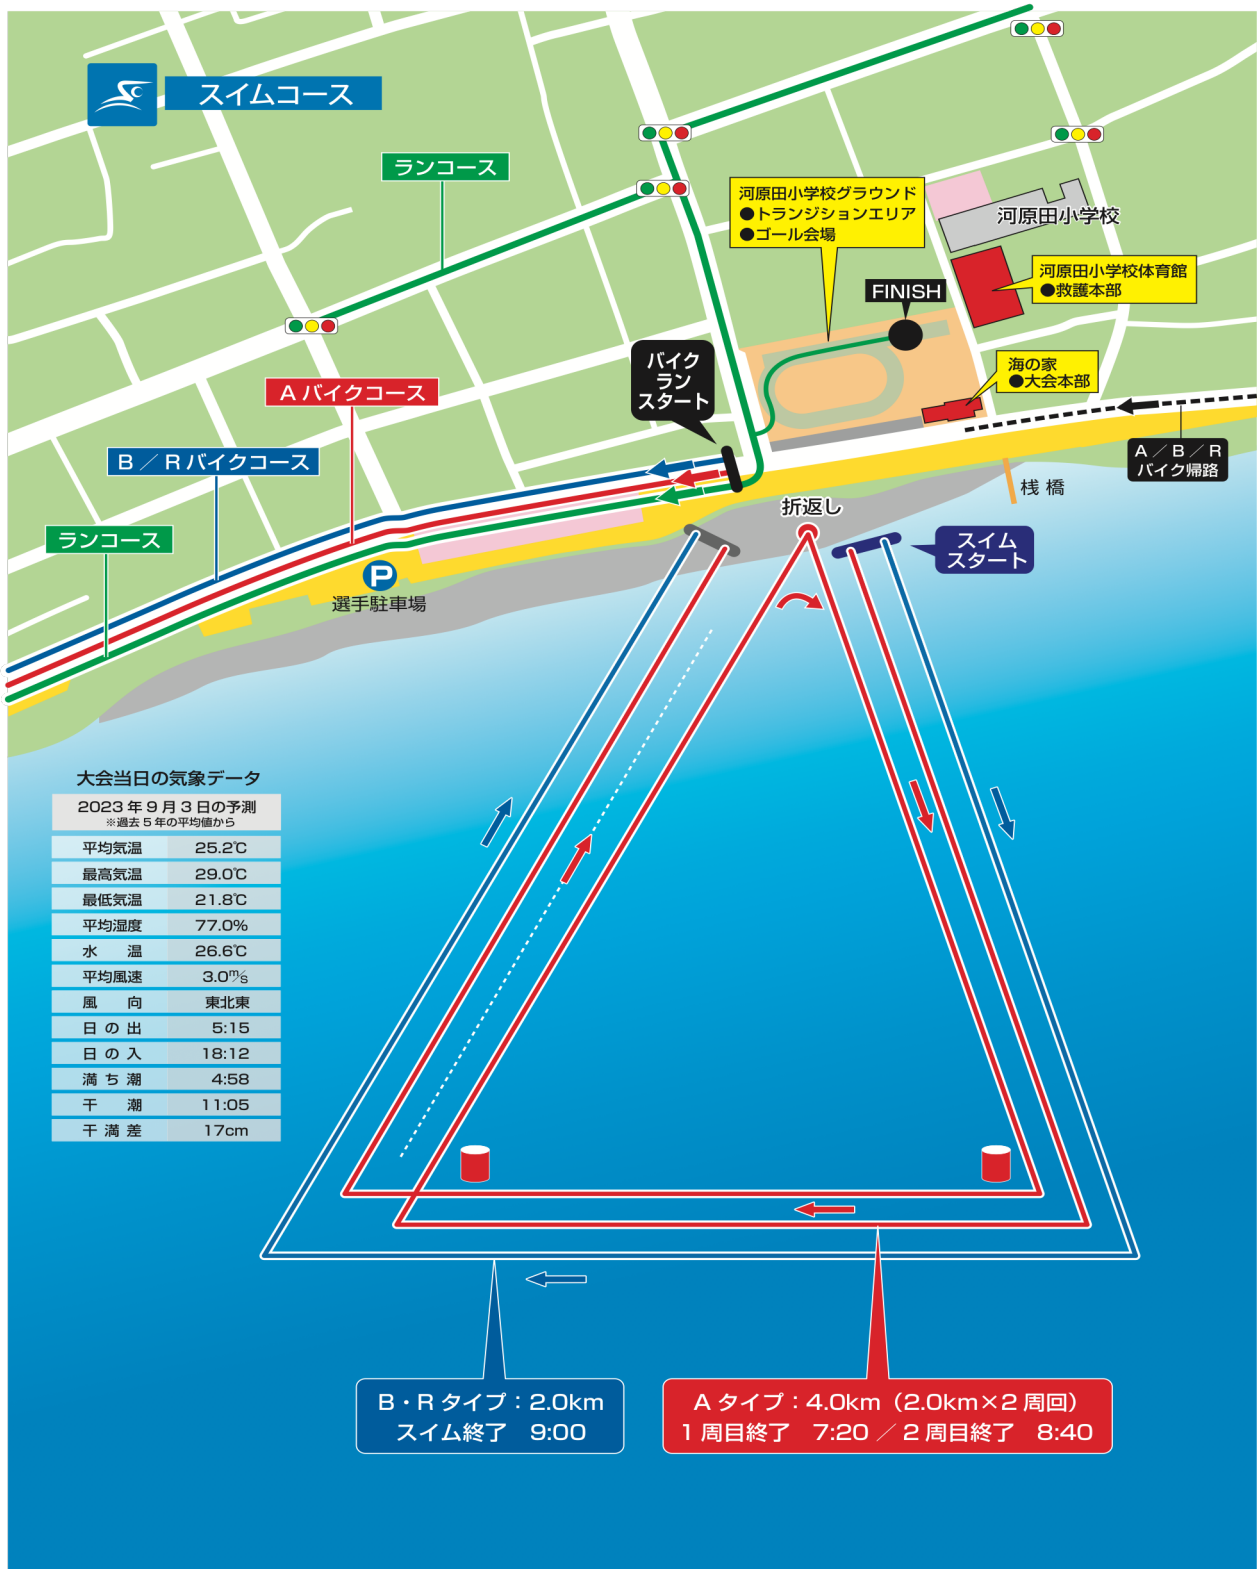 スイムコース
ランコース
河原田小学校グラウンド
●トランジションエリア
●ゴール会場
河原田小学校
河原田小学校体育館
●救護本部
FINISH
バイク
ラン
スタート
海の家
●大会本部
A バイクコース
B ／ R バイクコース
A ／ B ／ R
バイク帰路
桟 橋
折返し
スイム
スタート
ランコース
P
選手駐車場
大会当日の気象データ
2023 年 9 月 3 日の予測
※過去 5 年の平均値から
平均気温 25.2℃
最高気温 29.0℃
最低気温 21.8℃
平均湿度 77.0%
水 温 26.6℃
平均風速 3.0m/s
風 向 東北東
日 の 出 5:15
日 の 入 18:12
満 ち 潮 4:58
干 潮 11:05
干 満 差 17cm
B・R タイプ：2.0km
スイム終了 9:00
A タイプ：4.0km（2.0km×2 周回）
1 周目終了 7:20 ／ 2 周目終了 8:40